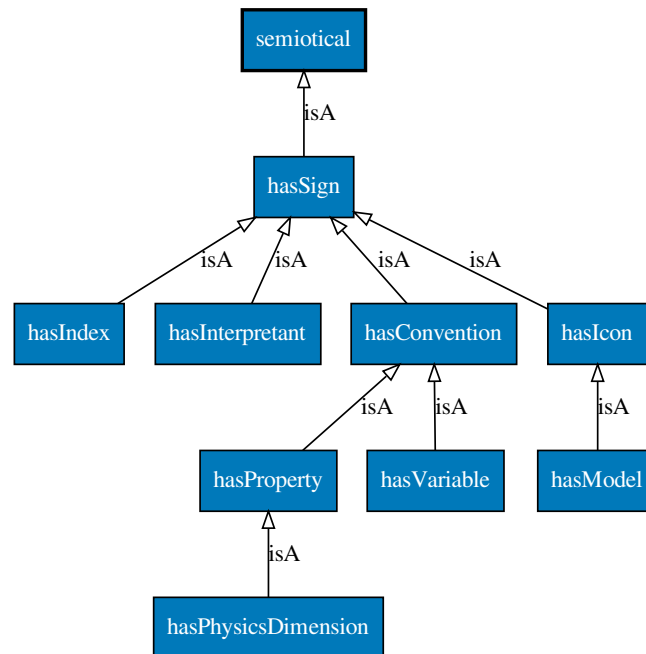 semiotical
isA
hasSign
isA isA isA isA
hasIndex hasInterpretant hasConvention hasIcon
isA isA isA
hasProperty hasVariable hasModel
isA
hasPhysicsDimension